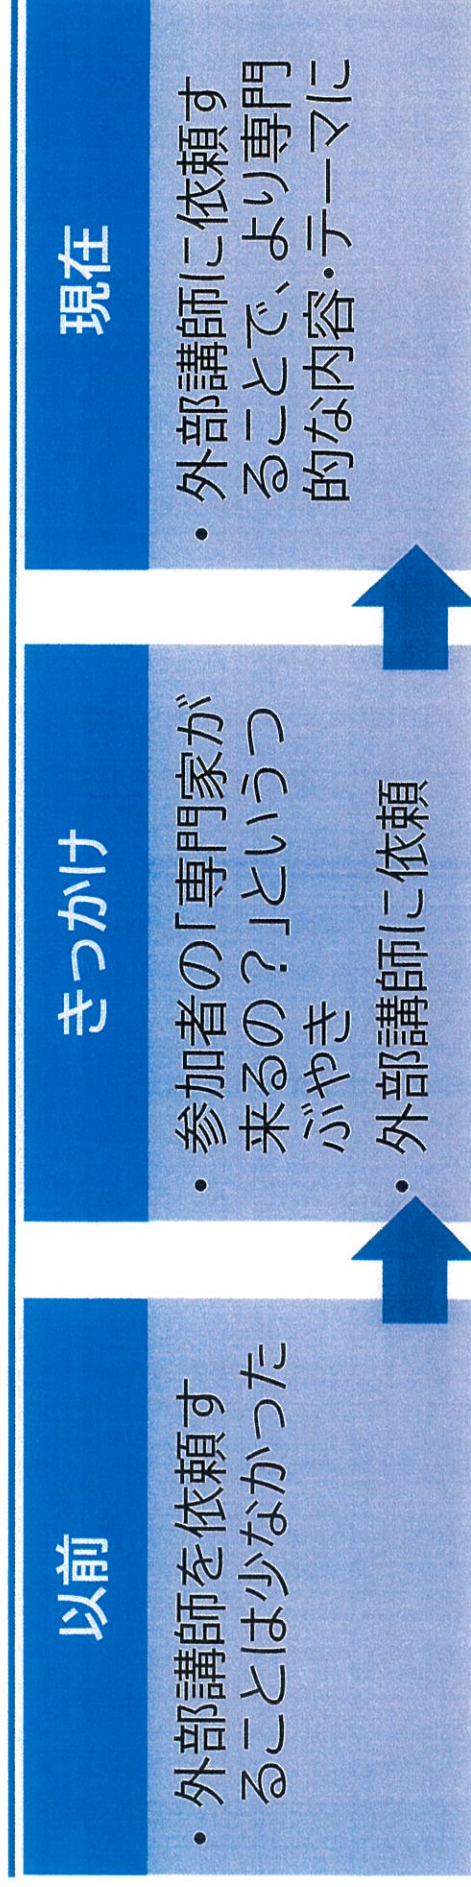 以前
・外部講師を依頼す
ることは少なかった
きっかけ
・参加者の「専門家が
来るの？」というつ
ぶやき
・外部講師に依頼
現在
・外部講師に依頼す
ることで、より専門
的な内容・テーマに